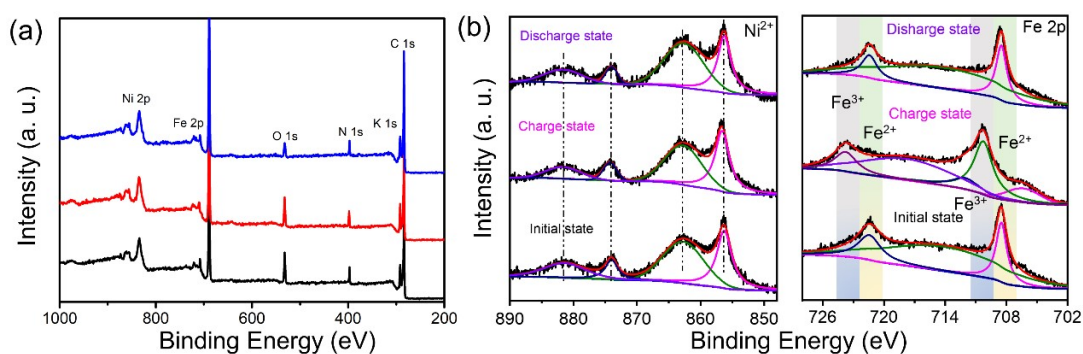 (a)
C 1s
Ni 2p
Fe 2p
O 1s
N 1s
K 1s
Intensity (a. u.)
1000 800 600 400 200
Binding Energy (eV)
(b)
Discharge state
Ni2+
Charge state
Initial state
Intensity (a. u.)
890 880 870 860 850
Disharge state
Fe 2p
Fe3+
Charge state
Fe2+
Fe2+
Fe3+
Initial state
726 720 714 708 702
Binding Energy (eV)